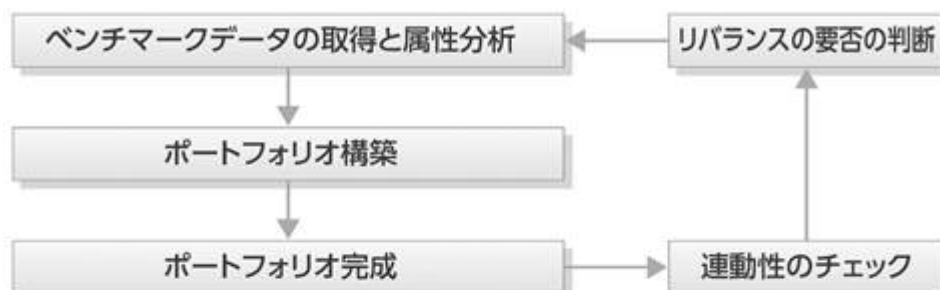 ベンチマークデータの取得と属性分析
リバランスの要否の判断
ポートフォリオ構築
ポートフォリオ完成
連動性のチェック